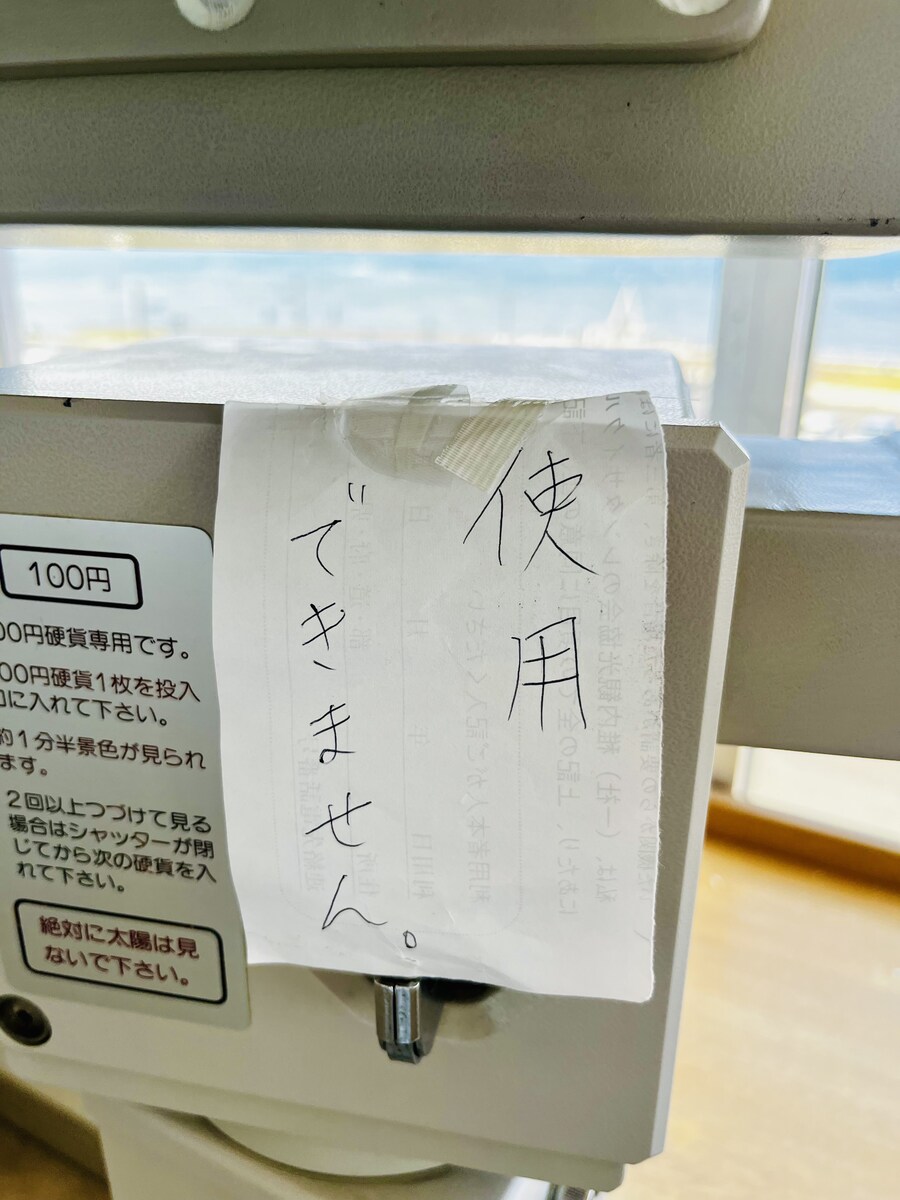 使用
できません。
100円
00円硬貨専用です。
00円硬貨1枚を投入
口に入れて下さい。
約1分半景色が見られ
ます。
2回以上つづけて見る
場合はシャッターが閉
じてから次の硬貨を入
れて下さい。
絶対に太陽は見
ないで下さい。